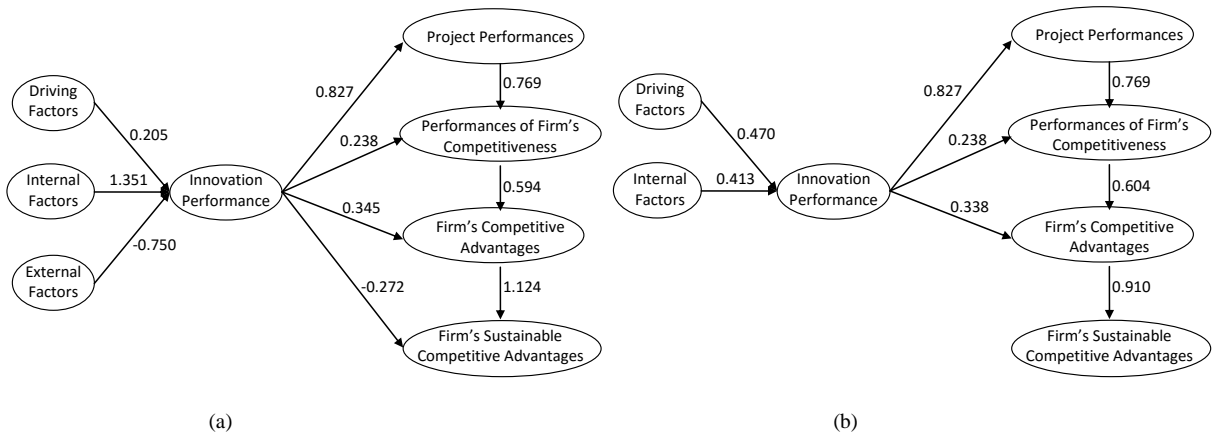 Project Performances
0.769
0.827
Driving
Factors
0.205
Performances of Firm's
Competitiveness
0.238
Internal
Factors
1.351
Innovation
Performance
0.594
0.345
Firm's Competitive
Advantages
-0.750
External
Factors
-0.272
1.124
Firm's Sustainable
Competitive Advantages
(a)
Project Performances
0.769
0.827
Driving
Factors
0.470
Performances of Firm's
Competitiveness
0.238
Internal
Factors
0.413
Innovation
Performance
0.604
0.338
Firm's Competitive
Advantages
0.910
Firm's Sustainable
Competitive Advantages
(b)